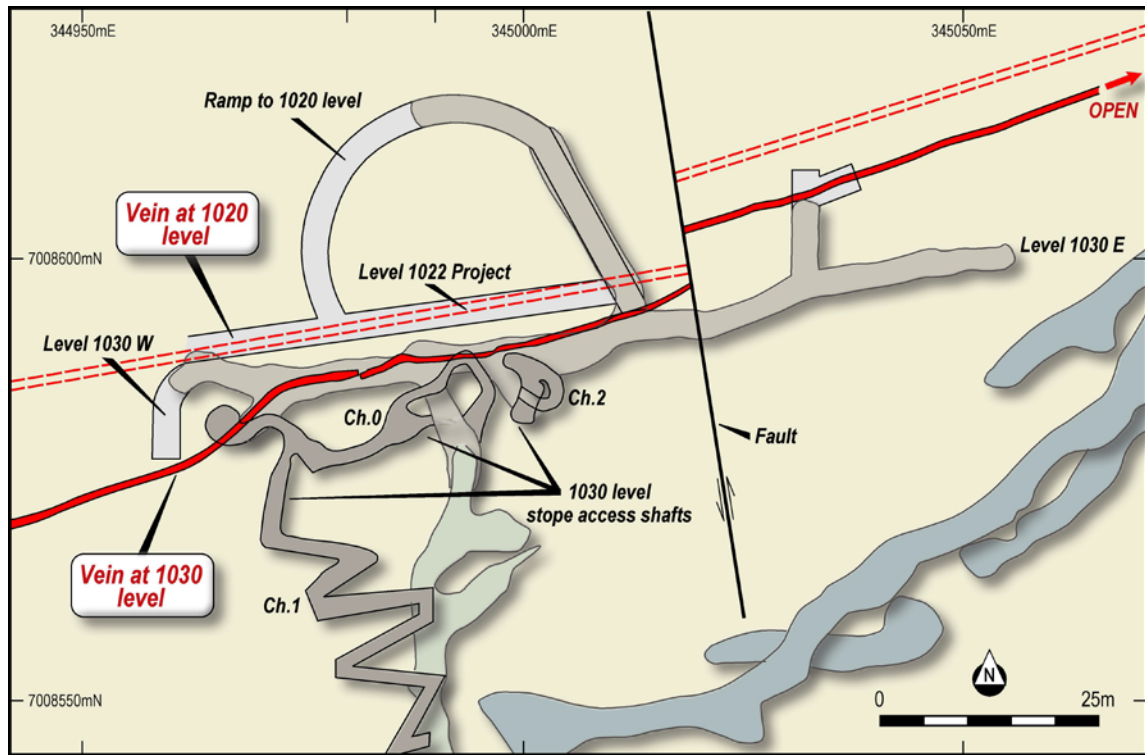 344950mE
345000mE
345050mE
Ramp to 1020 level
OPEN
Vein at 1020
level
7008600mN
Level 1022 Project
Level 1030 E
Level 1030 W
Ch.0
Ch.2
Fault
1030 level
stope access shafts
Vein at 1030
level
Ch.1
N
7008550mN
0
25m